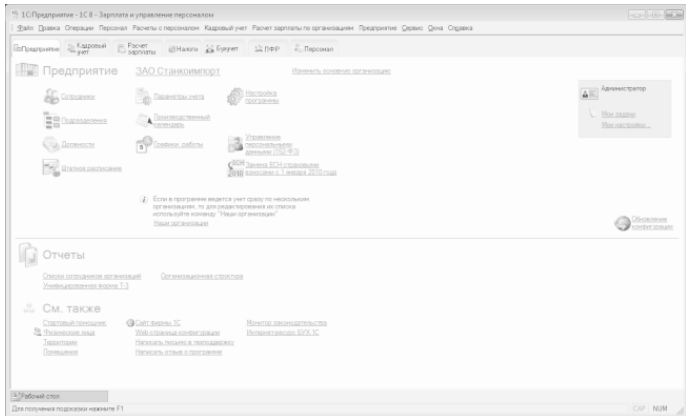 1С:Предприятие - 1С 8 - Зарплата и управление персоналом
Файл Правка Операции Персонал Расчеты с персоналом Кадровый учет Расчет зарплаты по организациям Предприятие Сервис Окна Справка
Предприятие Кадровый учет Расчет зарплаты Налоги Бухучет ПФР Персонал
Предприятие ЗАО Станкоимпорт Изменить основную организацию
Сотрудники Параметры учета Настройка программы
Подразделения Производственный календарь
Должности Графики работы Управление персональными данными (152-ФЗ)
Штатное расписание Замена ЕСН страховыми взносами с 1 января 2010 года
Администратор
Мои задачи
Мои настройки...
Если в программе ведется учет сразу по нескольким
организациям, то для редактирования их списка
используйте команду "Наши организации"
Наши организации
Обновление
конфигурации
Отчеты
Списки сотрудников организаций Организационная структура
Унифицированная форма Т-3
См. также
Стартовый помощник Сайт фирмы 1С Монитор законодательства
Физические лица Web-страница конфигурации Интернет-ресурс БУХ.1С
Территории Написать письмо в техподдержку
Помещения Написать отзыв о программе
Рабочий стол
Для получения подсказки нажмите F1 CAP NUM